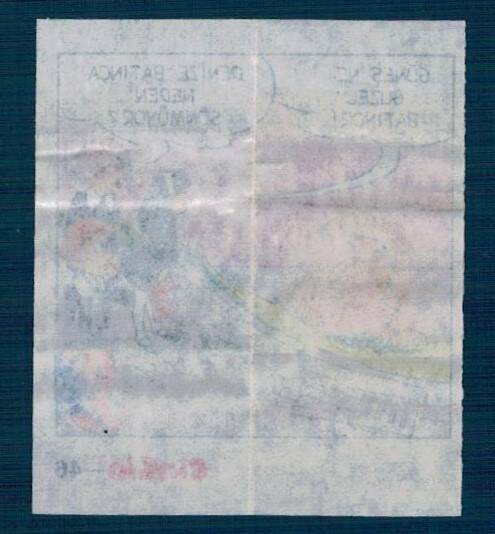 GÜNEŞ NE
GÜZEL
BATIYOR!
DENİZE BATINCA
NEDEN
SÖNMÜYOR?
46